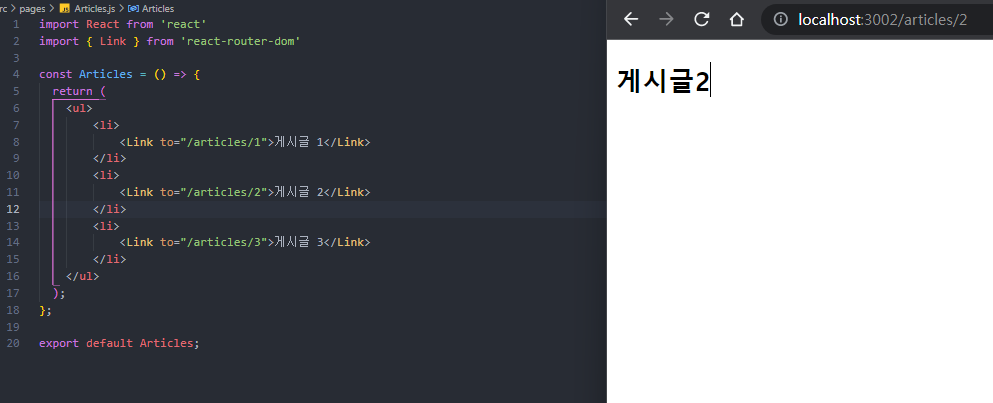 rc > pages > JS Articles.js > Articles
1 import React from 'react'
2 import { Link } from 'react-router-dom'
3
4 const Articles = () => {
5 return (
6 <ul>
7 <li>
8 <Link to="/articles/1">게시글 1</Link>
9 </li>
10 <li>
11 <Link to="/articles/2">게시글 2</Link>
12 </li>
13 <li>
14 <Link to="/articles/3">게시글 3</Link>
15 </li>
16 </ul>
17 );
18 };
19
20 export default Articles;
localhost:3002/articles/2
게시글2